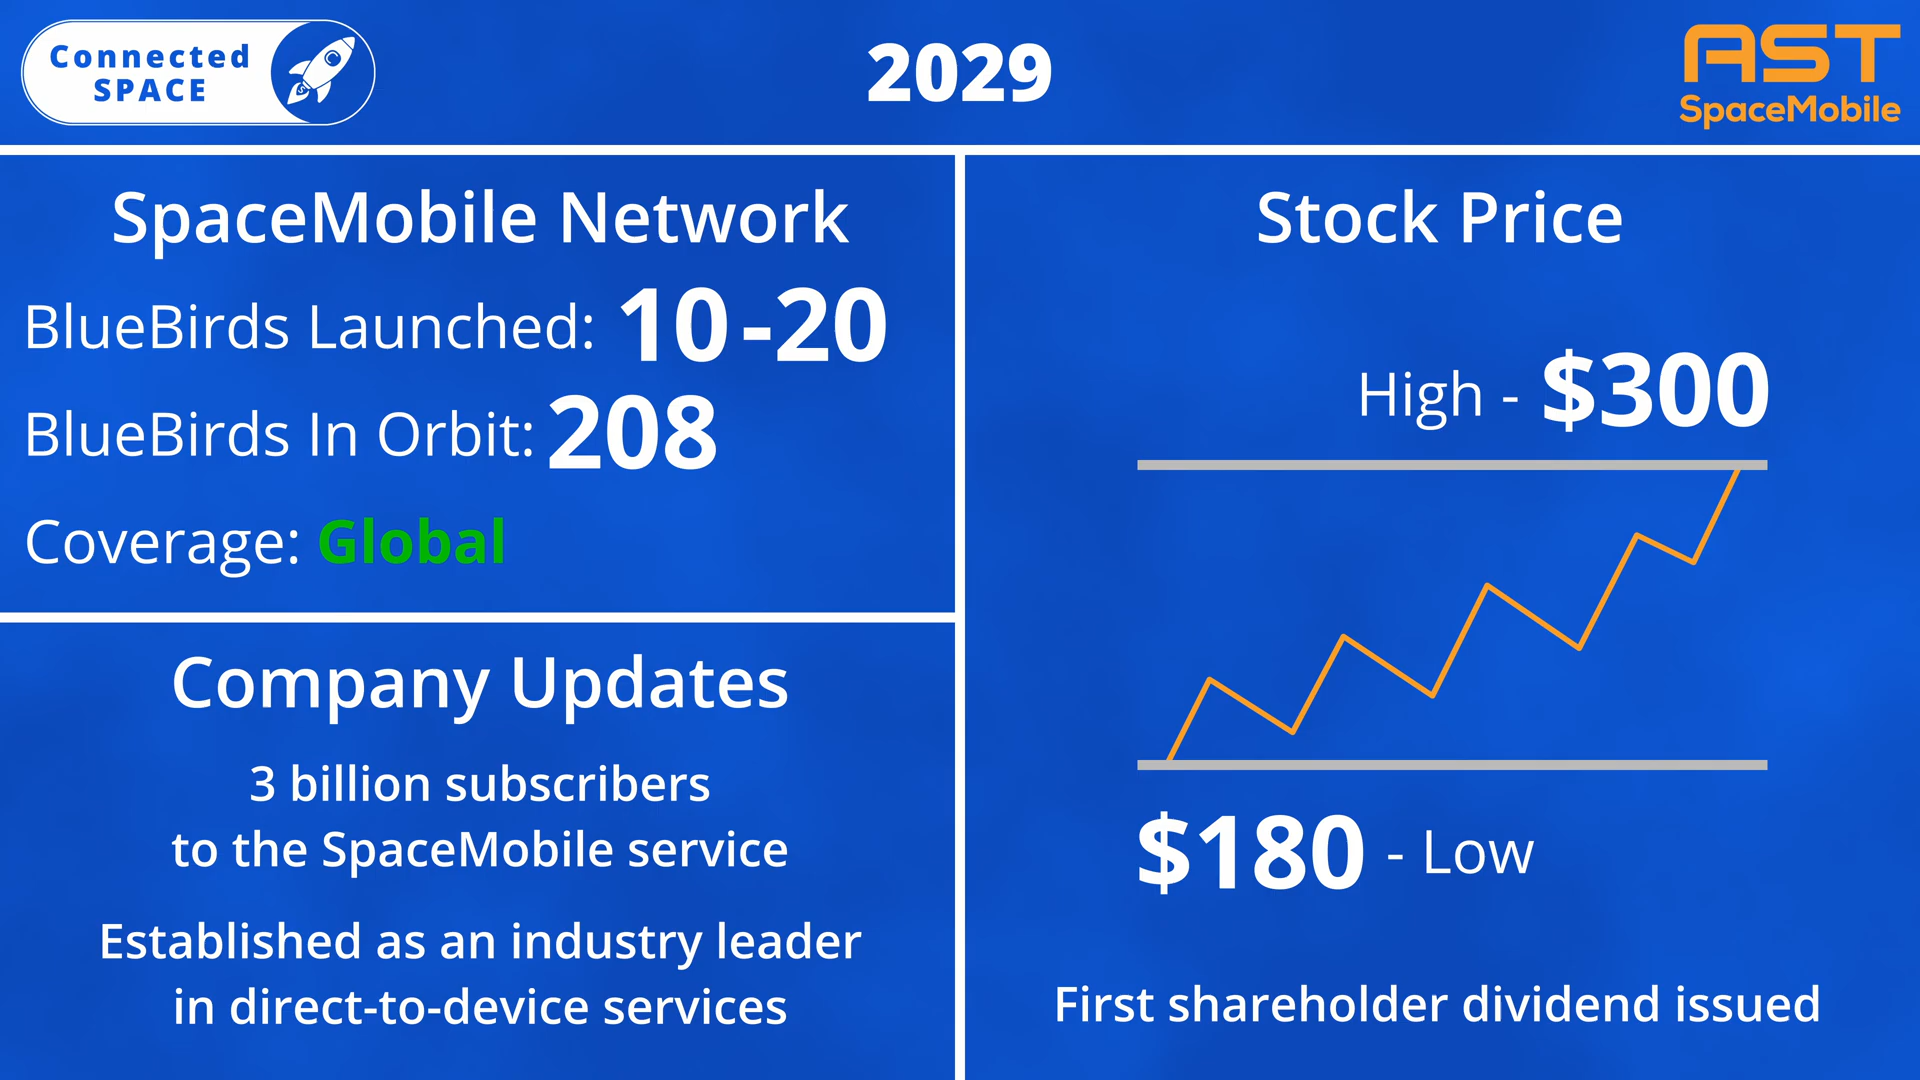 Connected
SPACE
2029
AST
SpaceMobile
SpaceMobile Network
BlueBirds Launched: 10-20
BlueBirds In Orbit: 208
Coverage: Global
Company Updates
3 billion subscribers
to the SpaceMobile service
Established as an industry leader
in direct-to-device services
Stock Price
High - $300
$180 - Low
First shareholder dividend issued